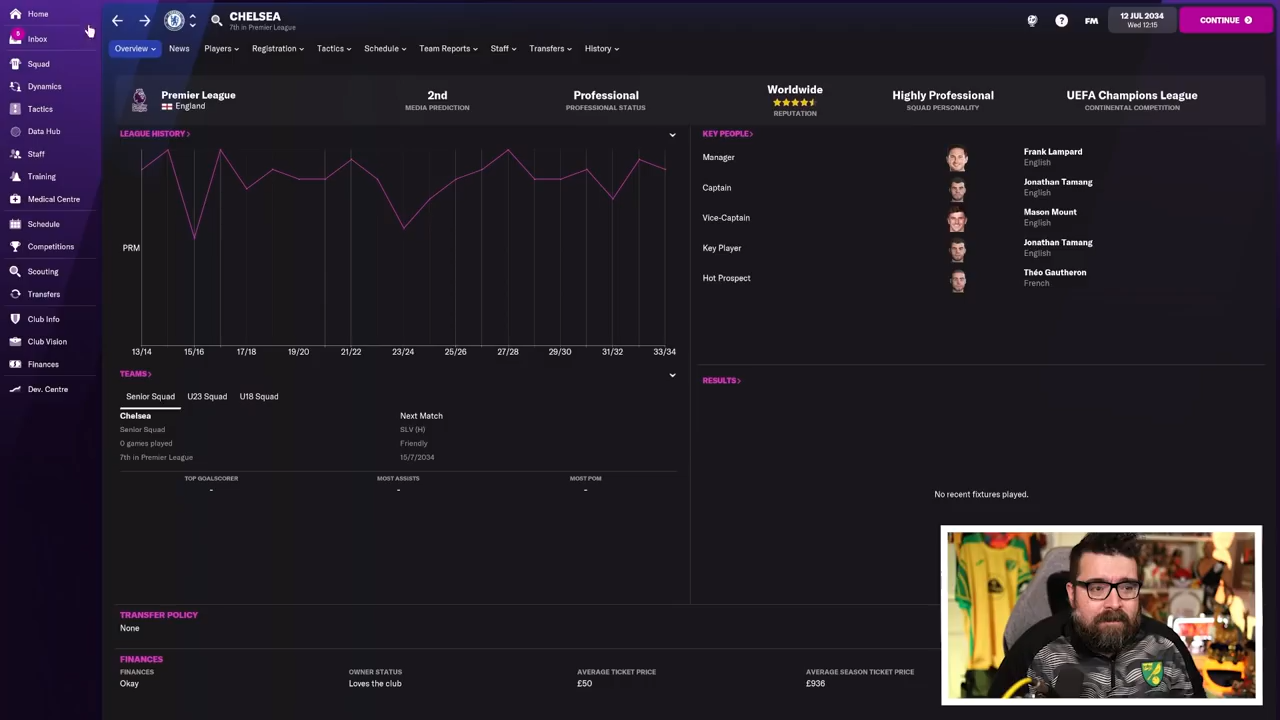 Home
Inbox
Squad
Dynamics
Tactics
Data Hub
Staff
Training
Medical Centre
Schedule
Competitions
Scouting
Transfers
Club Info
Club Vision
Finances
Dev. Centre
CHELSEA
7th in Premier League
FM
12 JUL 2034
Wed 12:15
CONTINUE
Overview
News
Players
Registration
Tactics
Schedule
Team Reports
Staff
Transfers
History
Premier League
England
2nd
MEDIA PREDICTION
Professional
PROFESSIONAL STATUS
Worldwide
REPUTATION
Highly Professional
SQUAD PERSONALITY
UEFA Champions League
CONTINENTAL COMPETITION
LEAGUE HISTORY
PRM
13/14 15/16 17/18 19/20 21/22 23/24 25/26 27/28 29/30 31/32 33/34
KEY PEOPLE
Manager
Frank Lampard
English
Captain
Jonathan Tamang
English
Vice-Captain
Mason Mount
English
Key Player
Jonathan Tamang
English
Hot Prospect
Théo Gautheron
French
TEAMS
Senior Squad U23 Squad U18 Squad
Chelsea
Senior Squad
0 games played
7th in Premier League
Next Match
SLV (H)
Friendly
15/7/2034
TOP GOALSCORER
-
MOST ASSISTS
-
MOST POM
-
RESULTS
No recent fixtures played.
TRANSFER POLICY
None
FINANCES
FINANCES
Okay
OWNER STATUS
Loves the club
AVERAGE TICKET PRICE
£50
AVERAGE SEASON TICKET PRICE
£936